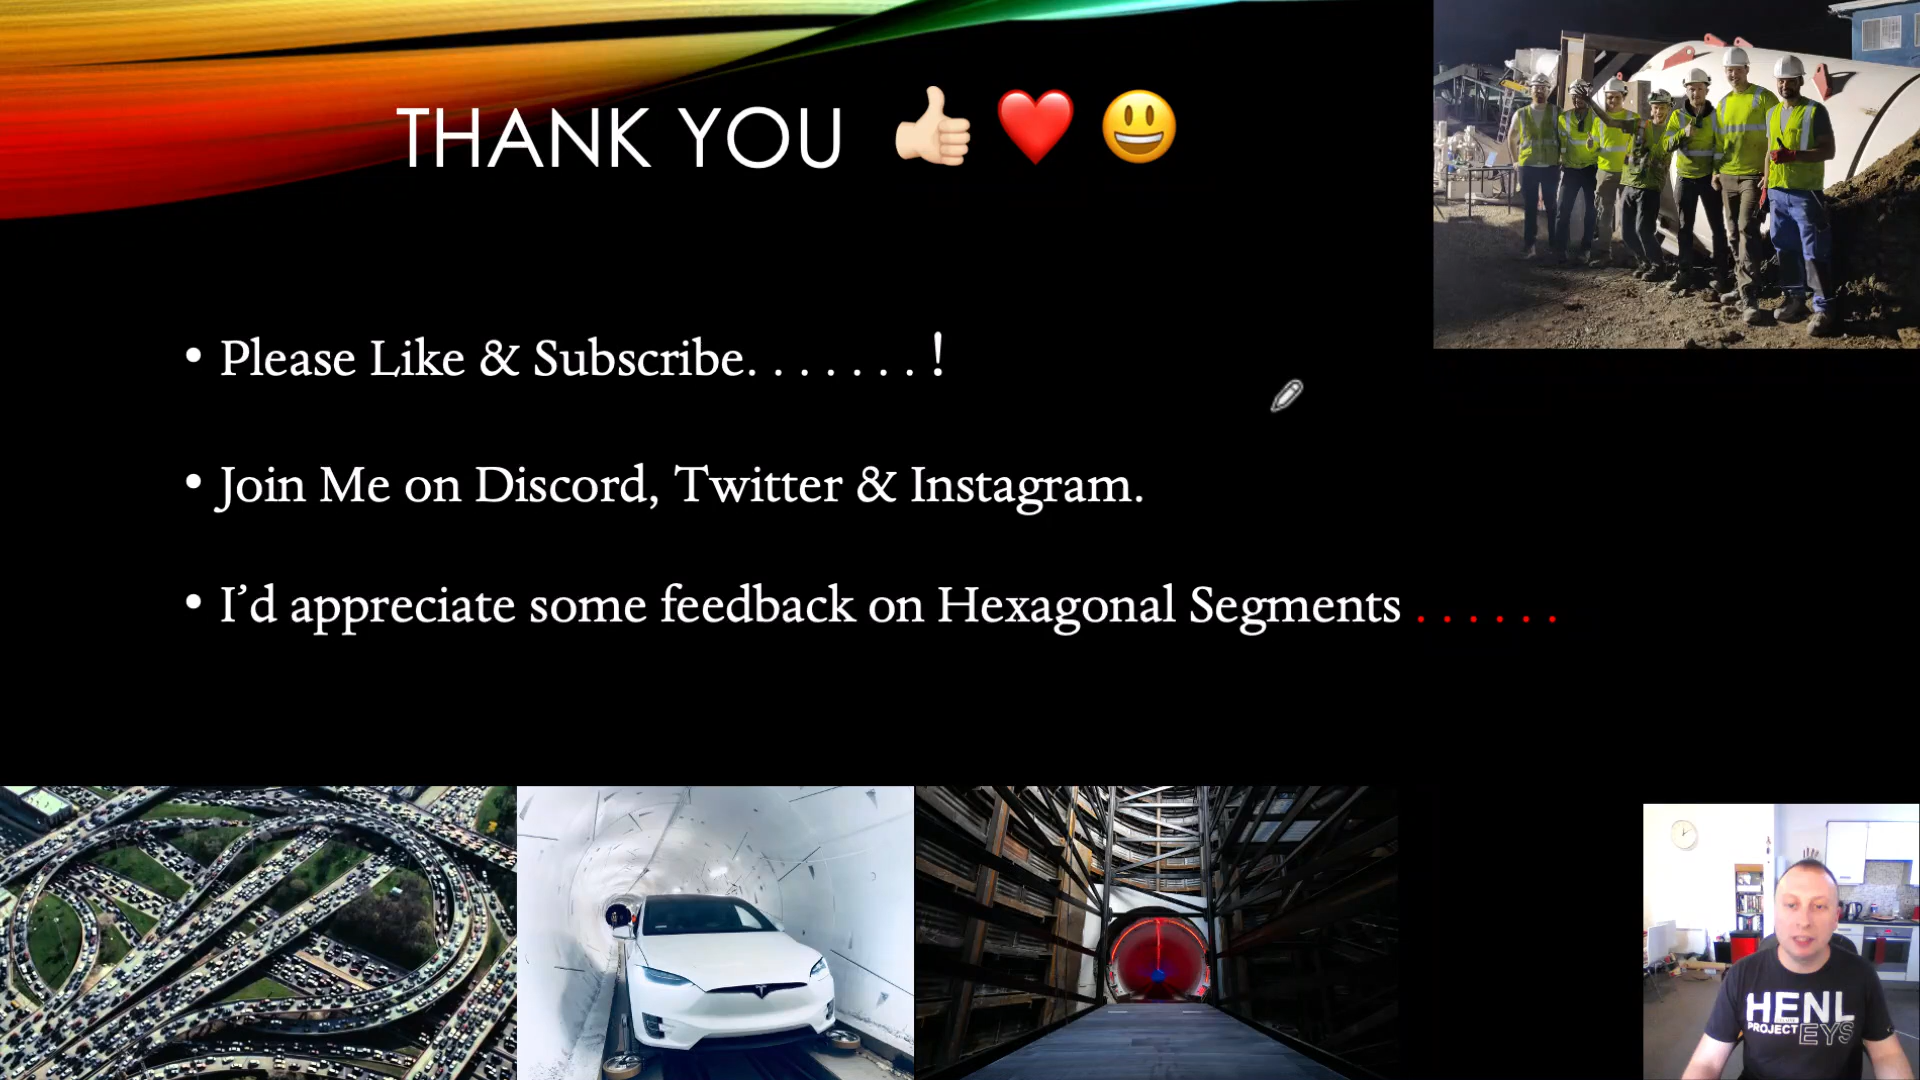 THANK YOU 👍🏻 ❤️ 😃
• Please Like & Subscribe. . . . . . . !
• Join Me on Discord, Twitter & Instagram.
• I’d appreciate some feedback on Hexagonal Segments . . . . . .
HENL
PROJECT EYS